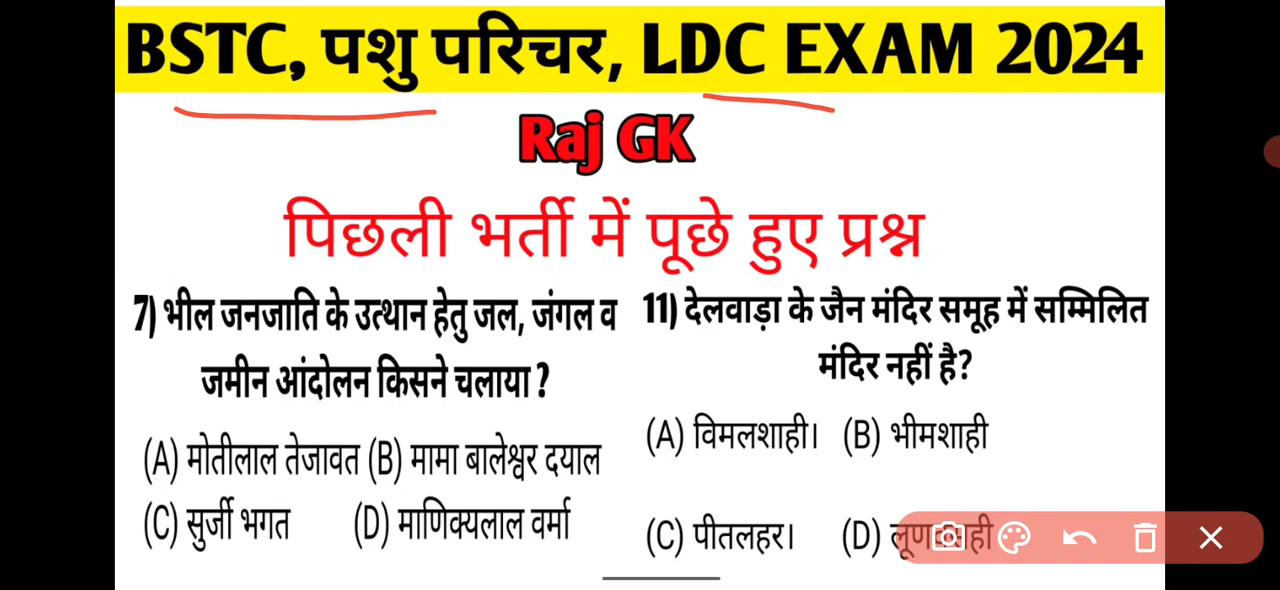 BSTC, पशु परिचर, LDC EXAM 2024
Raj GK
पिछली भर्ती में पूछे हुए प्रश्न
7) भील जनजाति के उत्थान हेतु जल, जंगल व
जमीन आंदोलन किसने चलाया ?
(A) मोतीलाल तेजावत (B) मामा बालेश्वर दयाल
(C) सुर्जी भगत (D) माणिक्यलाल वर्मा
11) देलवाड़ा के जैन मंदिर समूह में सम्मिलित
मंदिर नहीं है?
(A) विमलशाही। (B) भीमशाही
(C) पीतलहर। (D)